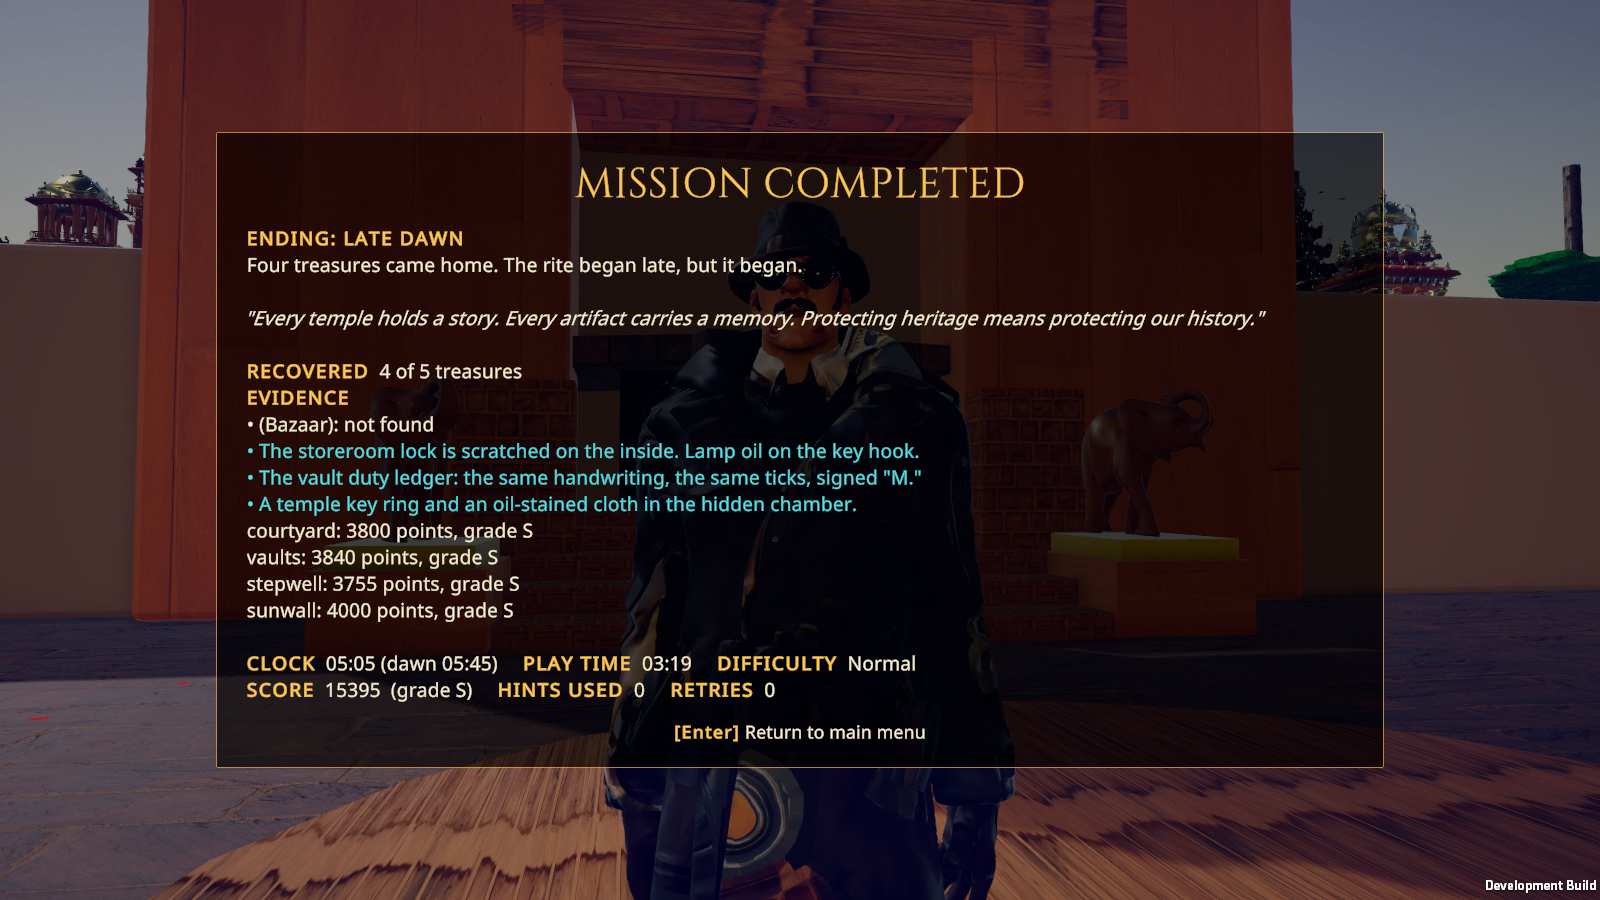 MISSION COMPLETED
ENDING: LATE DAWN
Four treasures came home. The rite began late, but it began.
"Every temple holds a story. Every artifact carries a memory. Protecting heritage means protecting our history."
RECOVERED 4 of 5 treasures
EVIDENCE
• (Bazaar): not found
• The storeroom lock is scratched on the inside. Lamp oil on the key hook.
• The vault duty ledger: the same handwriting, the same ticks, signed "M."
• A temple key ring and an oil-stained cloth in the hidden chamber.
courtyard: 3800 points, grade S
vaults: 3840 points, grade S
stepwell: 3755 points, grade S
sunwall: 4000 points, grade S
CLOCK 05:05 (dawn 05:45) PLAY TIME 03:19 DIFFICULTY Normal
SCORE 15395 (grade S) HINTS USED 0 RETRIES 0
[Enter] Return to main menu
Development Build